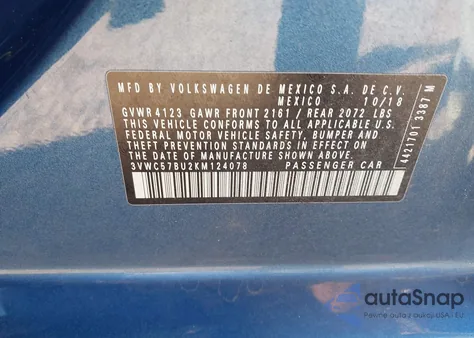 MFD BY VOLKSWAGEN DE MEXICO S.A. DE C.V.
MEXICO 10/18
GVWR 4123 GAWR FRONT 2161 / REAR 2072 LBS
THIS VEHICLE CONFORMS TO ALL APPLICABLE U.S.
FEDERAL MOTOR VEHICLE SAFETY, BUMPER AND
THEFT PREVENTION STANDARDS IN EFFECT ON THE
DATE OF MANUFACTURE SHOWN ABOVE.
3VWC57BU2KM124078 PASSENGER CAR
4421701 3387 M
autoSnap